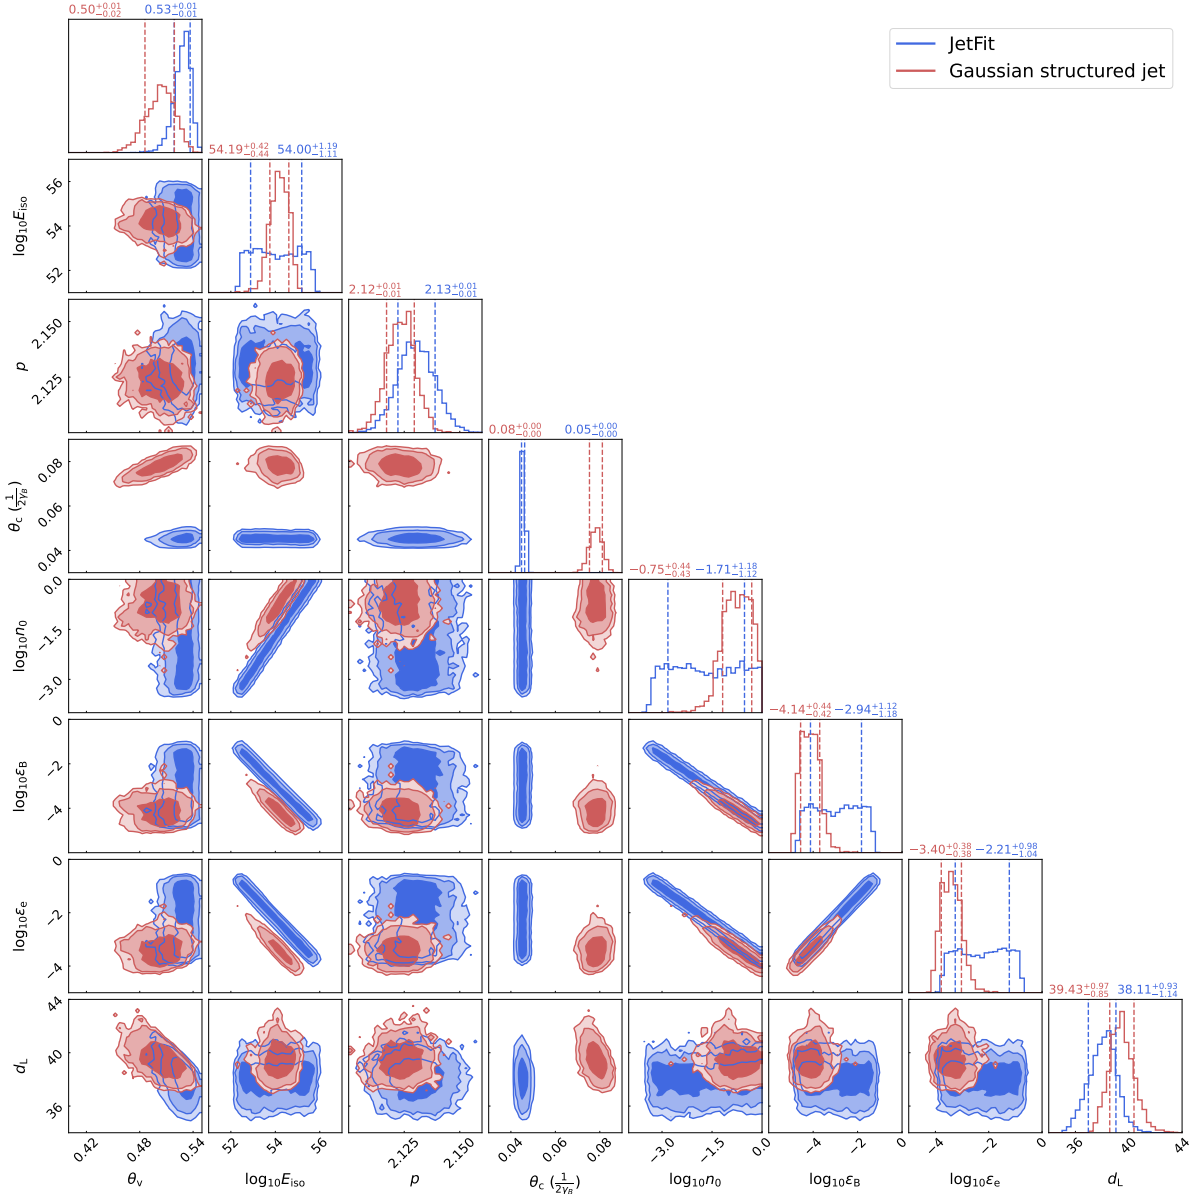 0.50+0.01−0.02 0.53+0.01−0.01
JetFit
Gaussian structured jet
54.19+0.42−0.44 54.00+1.19−1.11
56
54
52
log10Eiso
2.12+0.01−0.01 2.13+0.01−0.01
2.150
2.125
p
0.08+0.00−0.00 0.05+0.00−0.00
0.08
0.06
0.04
θc (1/2γB)
−0.75+0.44−0.43 −1.71+1.18−1.12
0.0
−1.5
−3.0
log10n0
−4.14+0.44−0.42 −2.94+1.12−1.18
0
−2
−4
log10εB
−3.40+0.38−0.38 −2.21+0.98−1.04
0
−2
−4
log10εe
39.43+0.97−0.85 38.11+0.93−1.14
44
40
36
dL
0.42 0.48 0.54 52 54 56 2.125 2.150 0.04 0.06 0.08 −3.0 −1.5 0.0 −4 −2 0 −4 −2 0 36 40 44
θv log10Eiso p θc (1/2γB) log10n0 log10εB log10εe dL